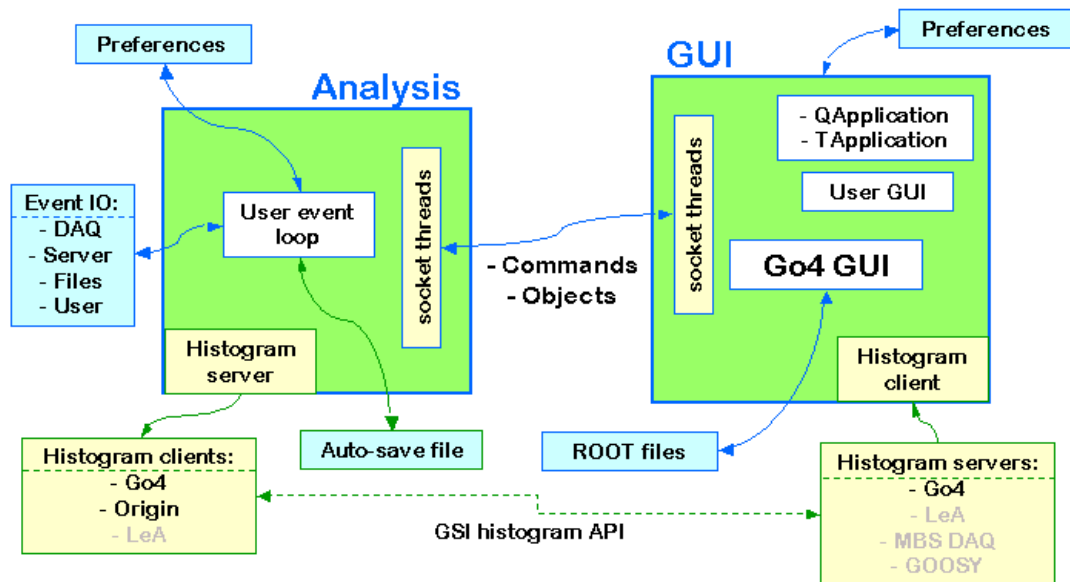 Preferences
Preferences
GUI
Analysis
- QApplication
- TApplication
socket threads
socket threads
User GUI
Event IO:
- DAQ
- Server
- Files
- User
User event
loop
- Commands
- Objects
Go4 GUI
Histogram
server
Histogram
client
Histogram clients:
- Go4
- Origin
- LeA
Auto-save file
ROOT files
Histogram servers:
- Go4
- LeA
- MBS DAQ
- GOOSY
GSI histogram API